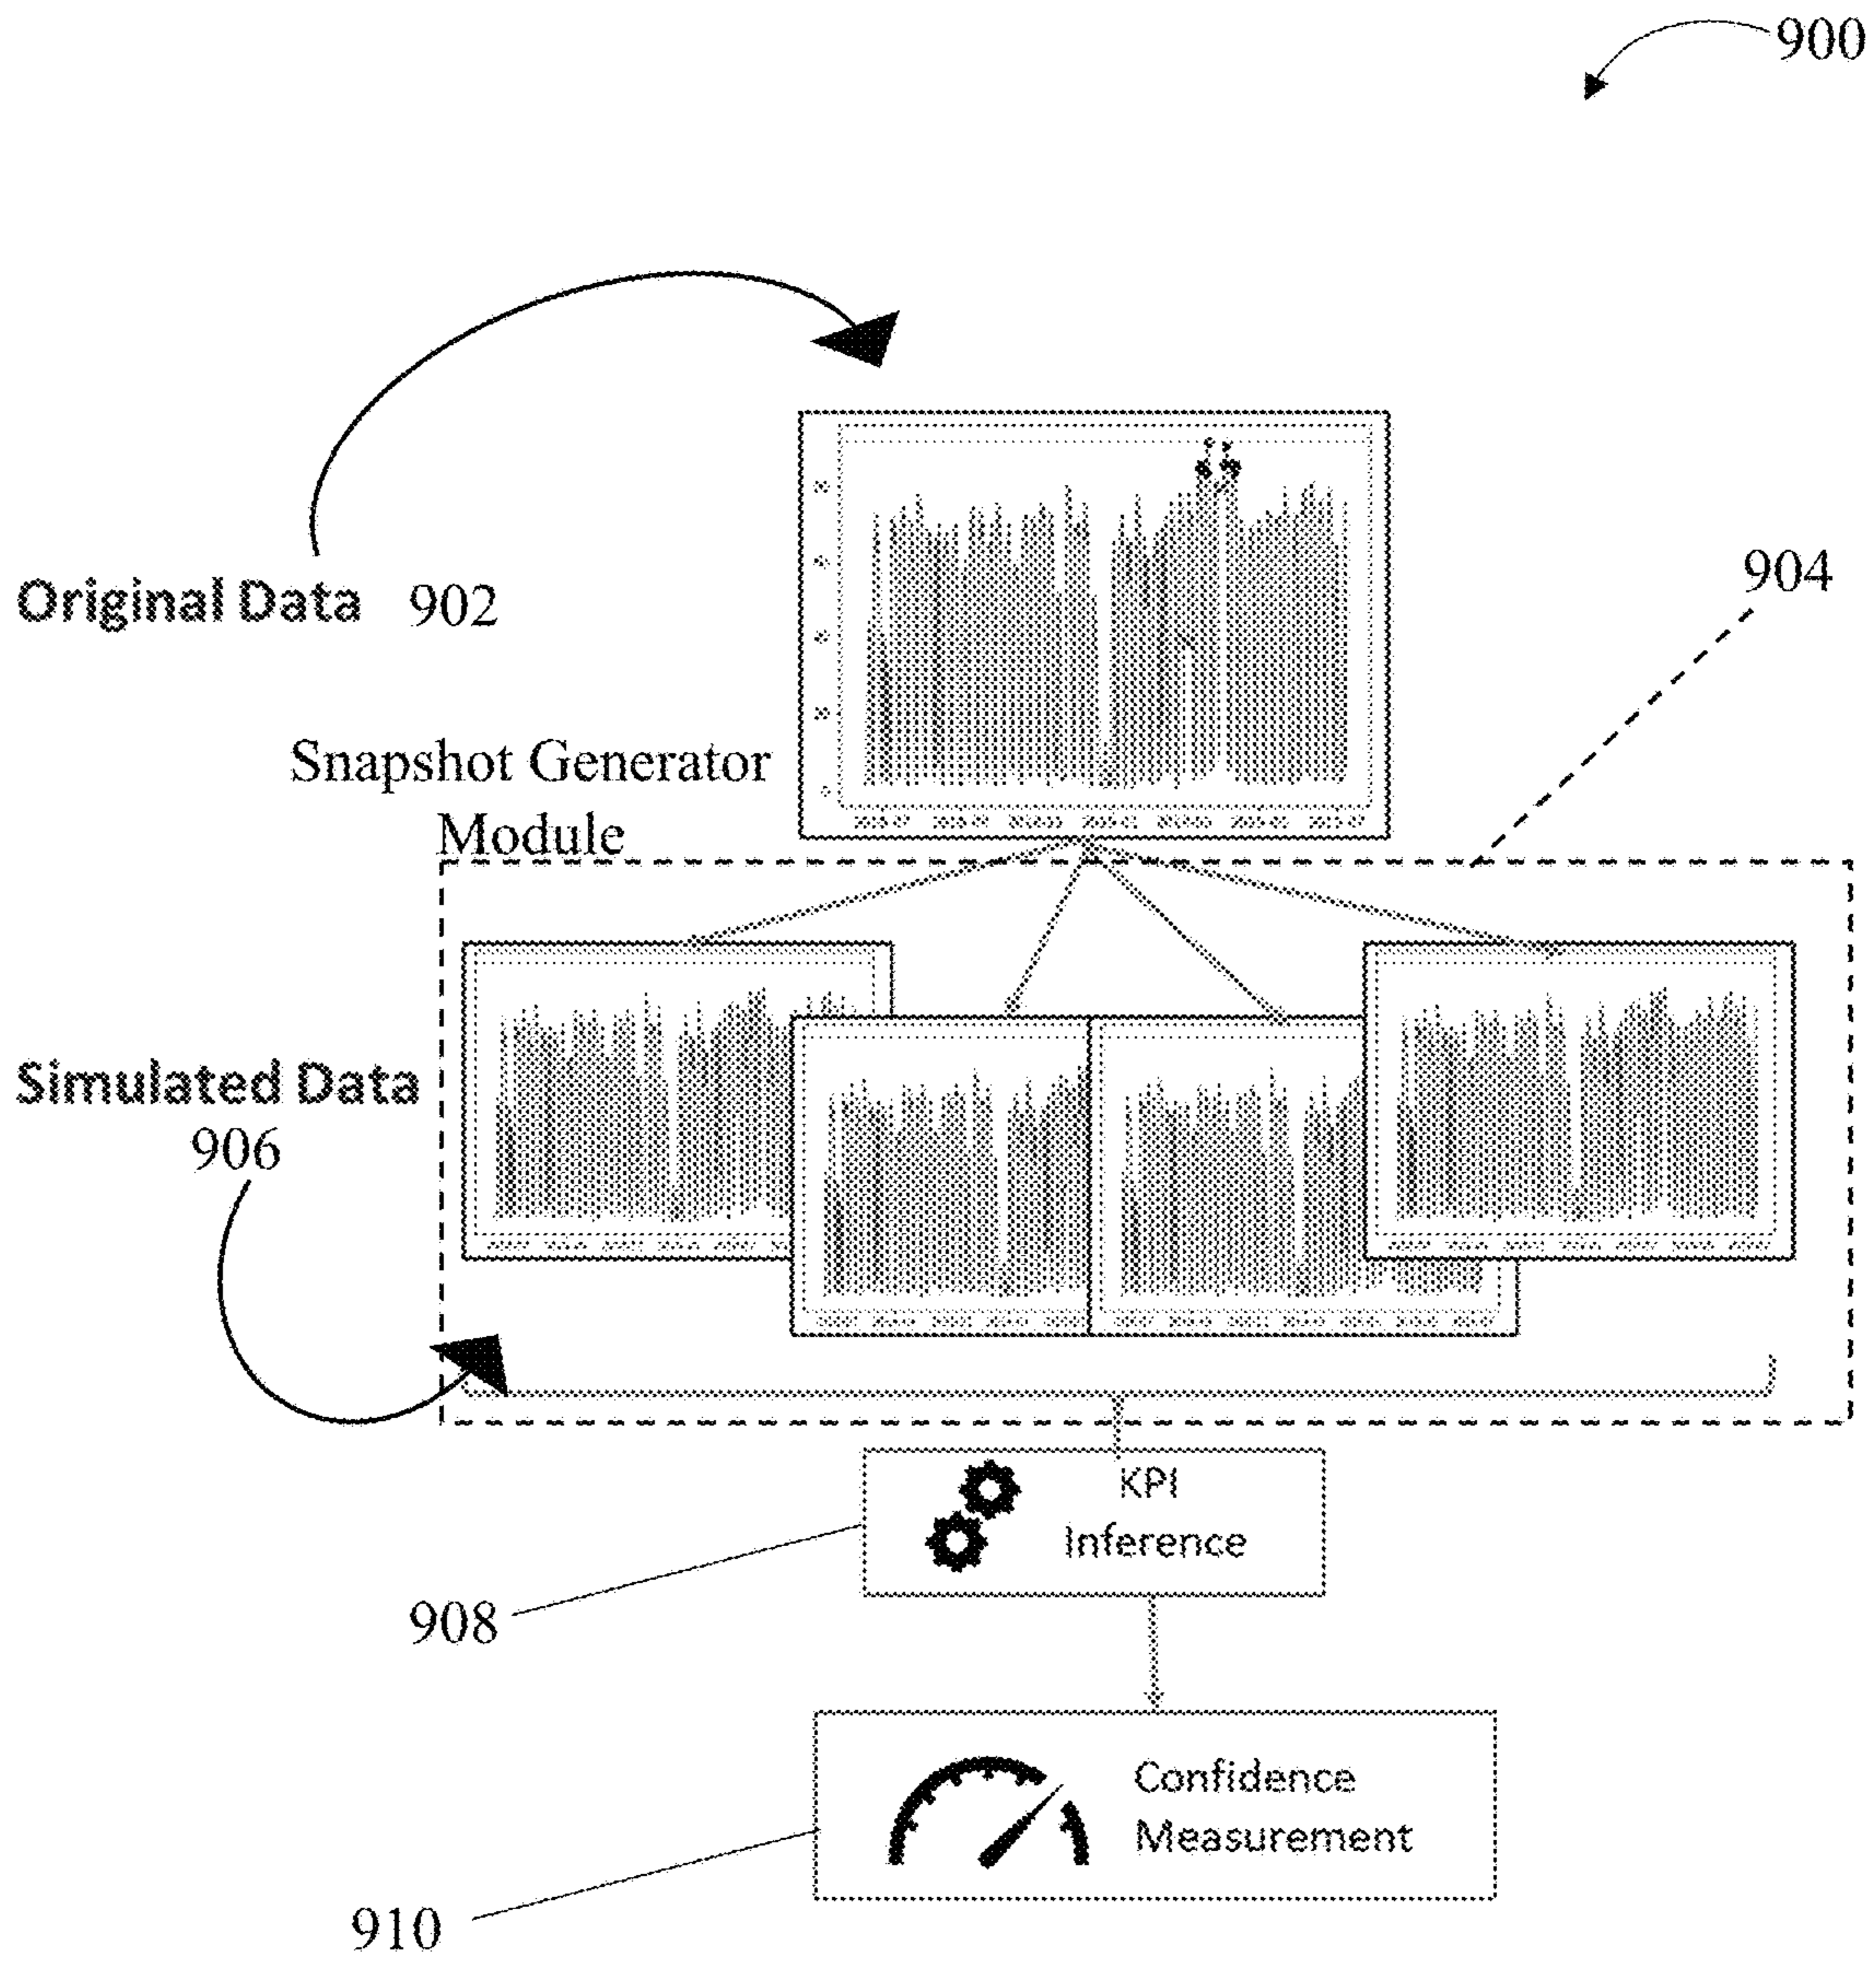 900
Original Data 902
904
Snapshot Generator
Module
Simulated Data
906
KPI
Inference
908
Confidence
Measurement
910